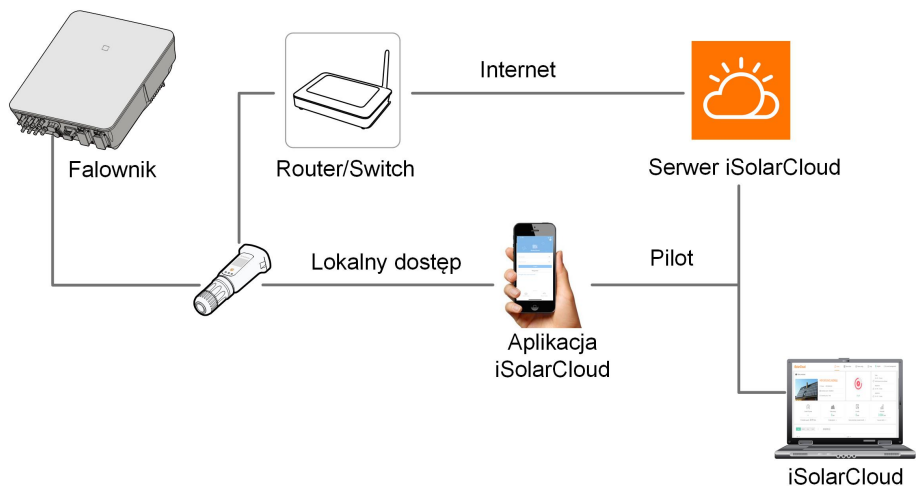 Internet
Falownik
Router/Switch
Serwer iSolarCloud
Lokalny dostęp
Pilot
Aplikacja
iSolarCloud
iSolarCloud